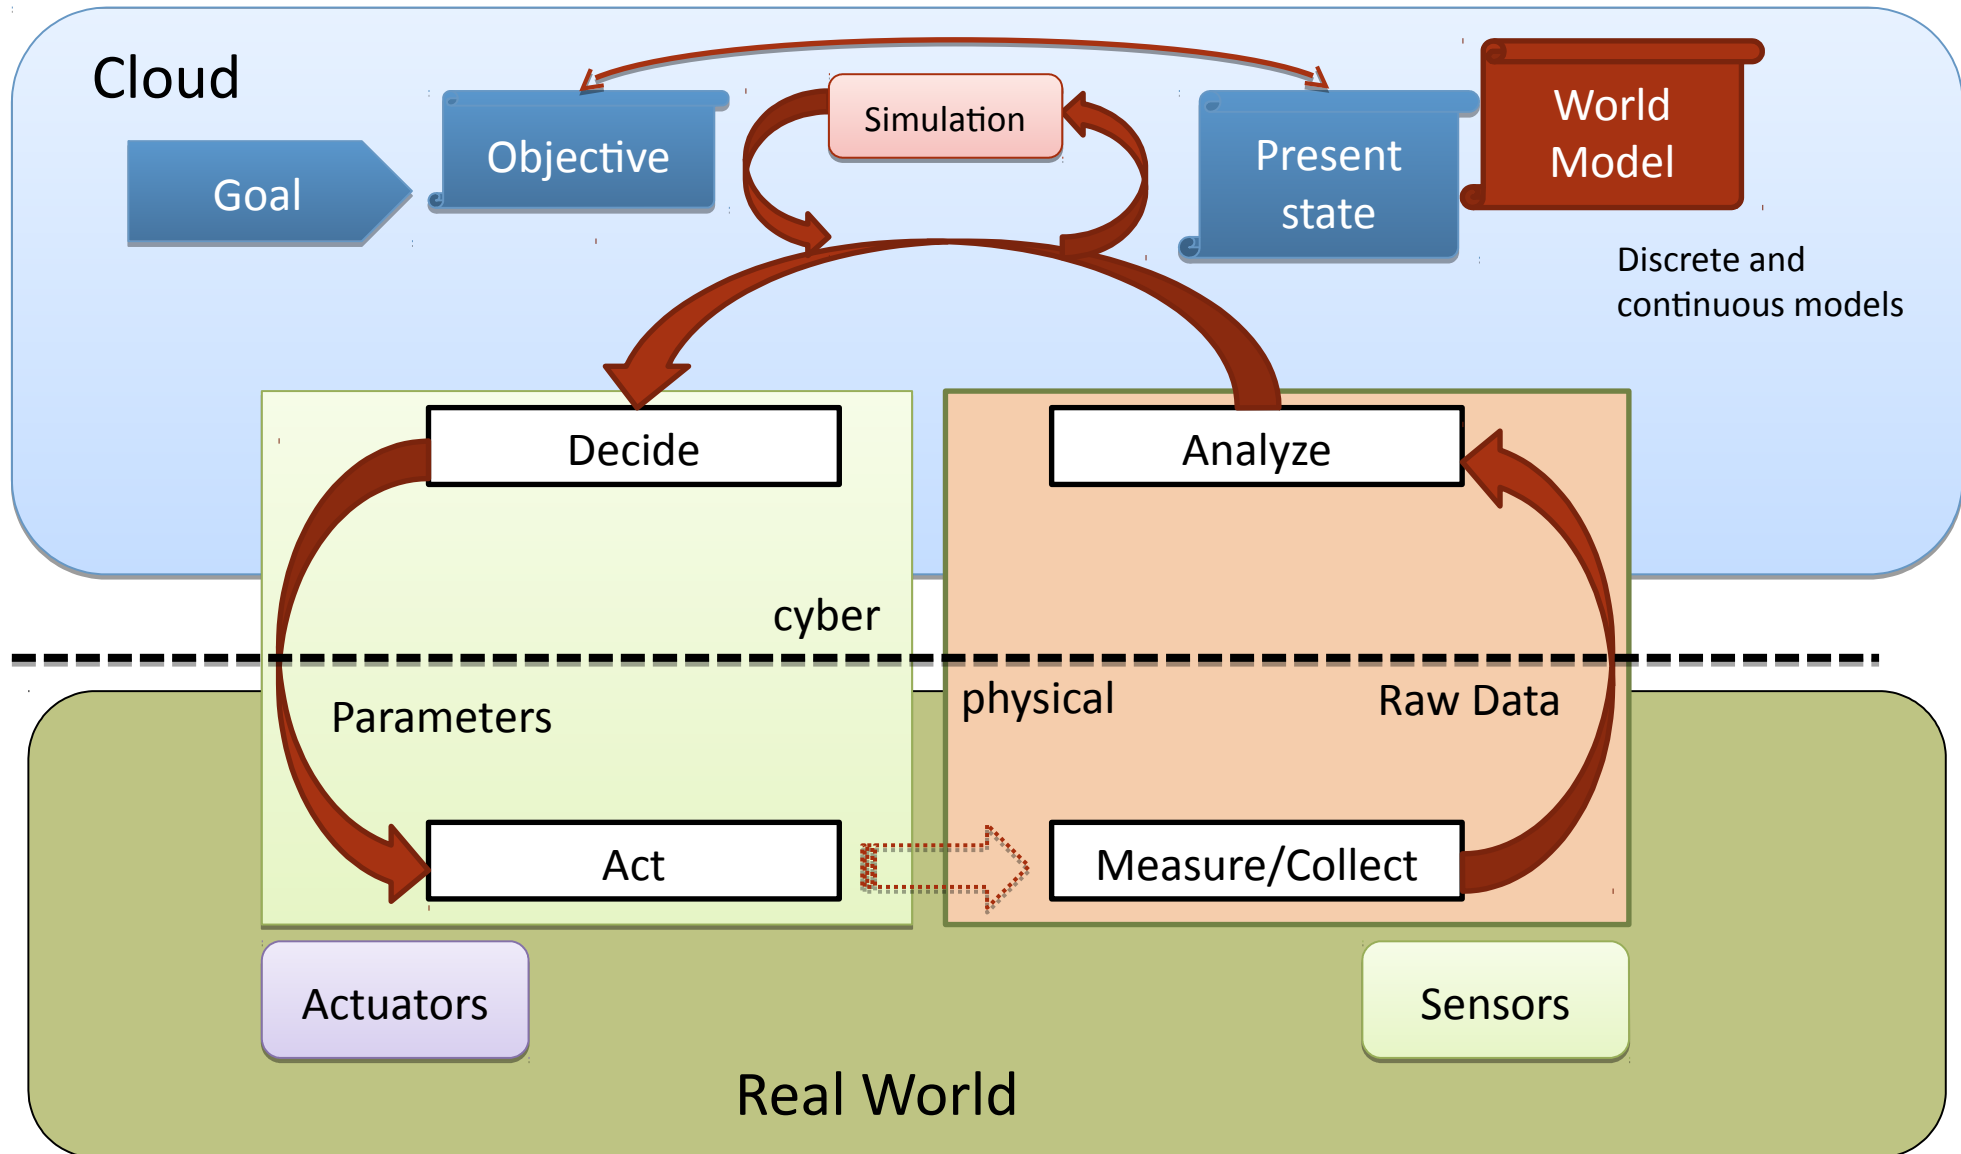 Cloud
Goal
Objective
Simulation
Present
state
World
Model
Discrete and
continuous models
Decide
Analyze
cyber
physical
Parameters
Raw Data
Act
Measure/Collect
Actuators
Sensors
Real World